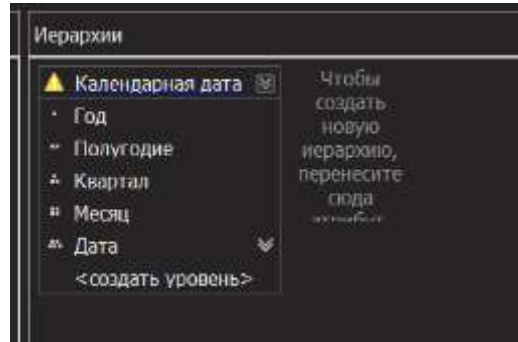 Иерархии
Календарная дата
Год
Полугодие
Квартал
Месяц
Дата
<создать уровень>
Чтобы
создать
новую
иерархию,
перенесите
сюда